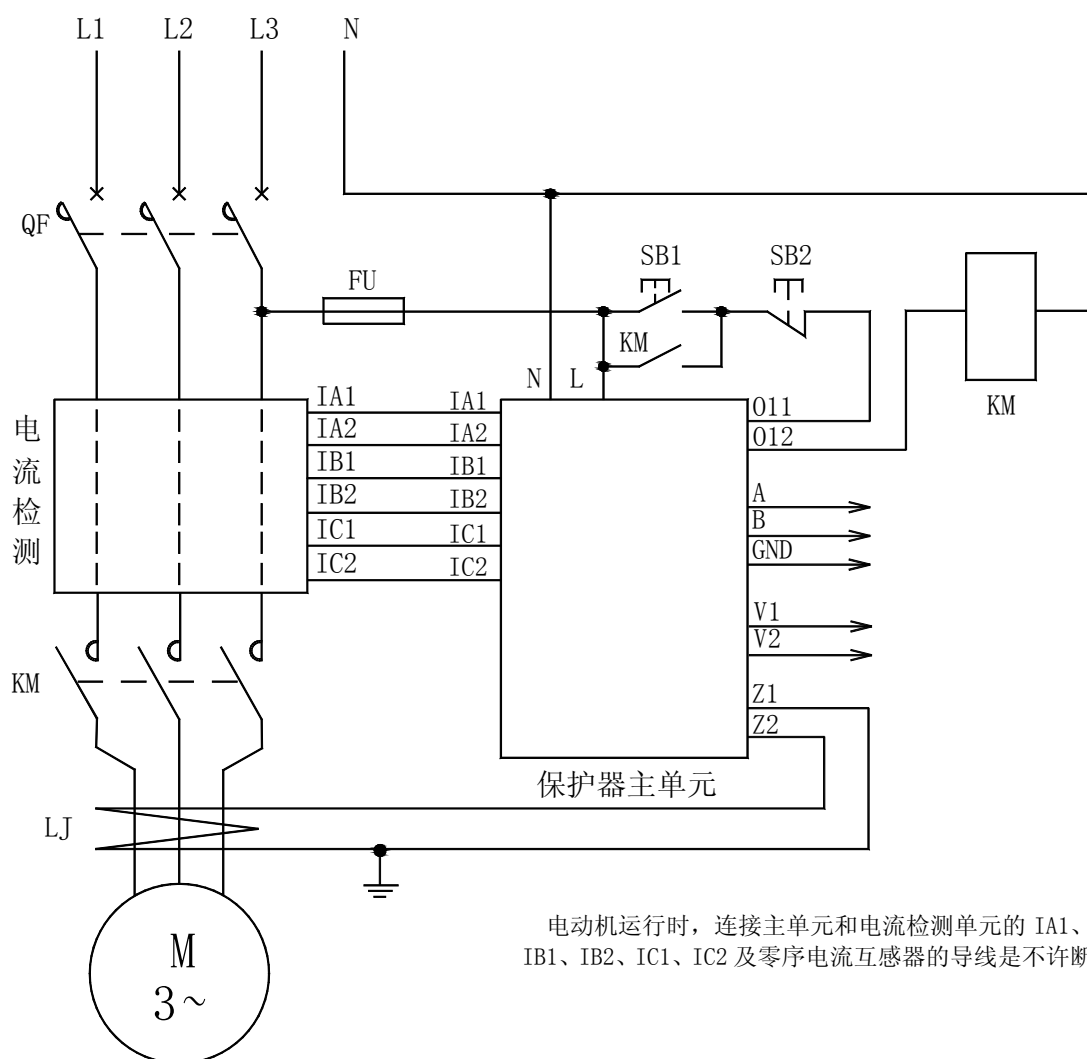 L1 L2 L3 N
QF
FU
SB1 SB2
KM
N L
KM
电流检测
IA1 IA1
IA2 IA2
IB1 IB1
IB2 IB2
IC1 IC1
IC2 IC2
O11
O12
A
B
GND
V1
V2
Z1
Z2
KM
保护器主单元
LJ
M
3~
电动机运行时，连接主单元和电流检测单元的 IA1、
IB1、IB2、IC1、IC2 及零序电流互感器的导线是不许断